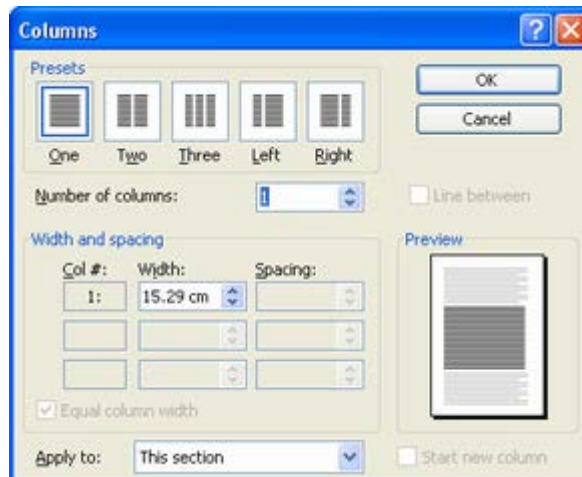 Columns
Presets
OK
Cancel
One Two Three Left Right
Number of columns: 1
Line between
Width and spacing
Preview
Col #: Width: Spacing:
1: 15.29 cm
Equal column width
Apply to: This section
Start new column